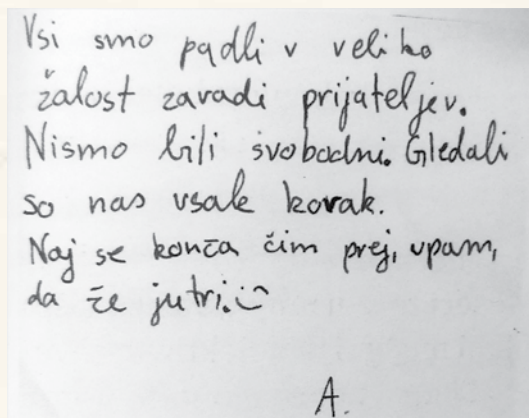 Vsi smo padli v veliko
žalost zaradi prijateljev.
Nismo bili svobodni. Gledali
so nas vsak korak.
Naj se konča čim prej, upam,
da že jutri. :)
A.